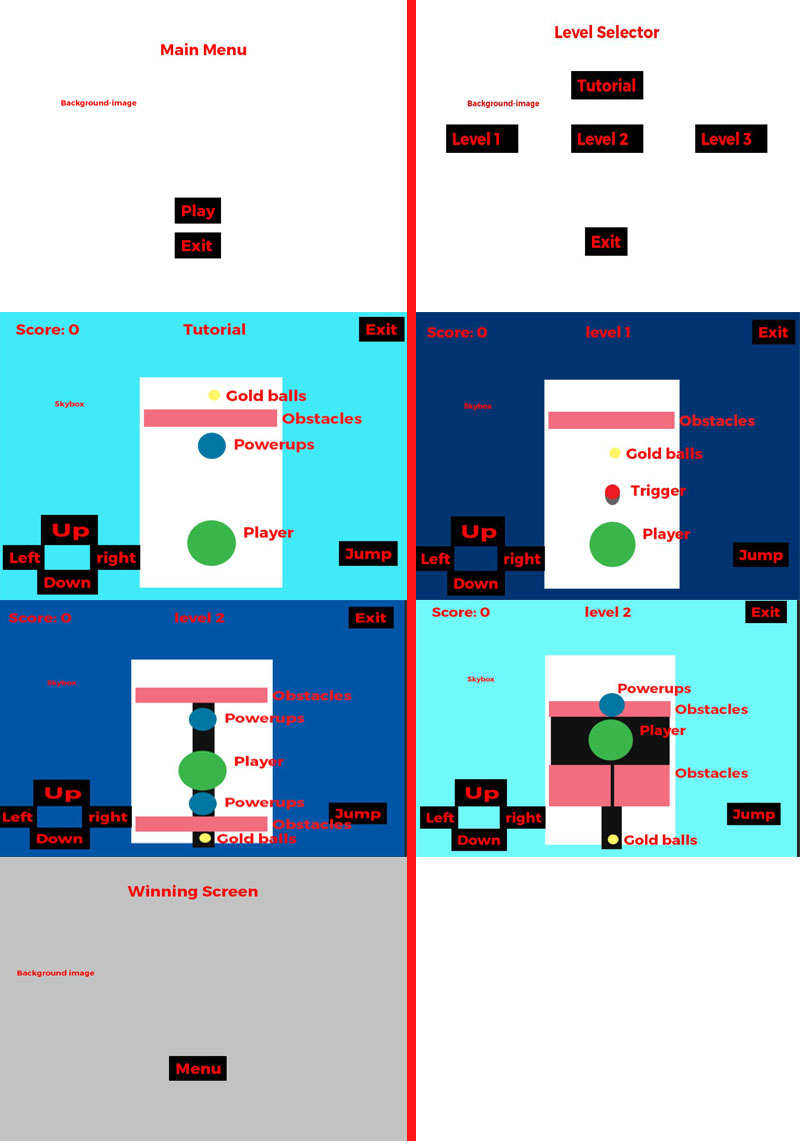 Main Menu
Background-image
Play
Exit
Level Selector
Tutorial
Background-image
Level 1
Level 2
Level 3
Exit
Score: 0
Tutorial
Exit
Gold balls
Skybox
Obstacles
Powerups
Up
Player
Left
right
Jump
Down
Score: 0
level 1
Exit
Skybox
Obstacles
Gold balls
Trigger
Up
Player
Left
right
Jump
Down
Score: 0
level 2
Exit
Skybox
Obstacles
Powerups
Player
Up
Powerups
Left
right
Jump
Obstacles
Down
Gold balls
Score: 0
level 2
Exit
Skybox
Powerups
Obstacles
Player
Obstacles
Up
Left
right
Jump
Down
Gold balls
Winning Screen
Background image
Menu